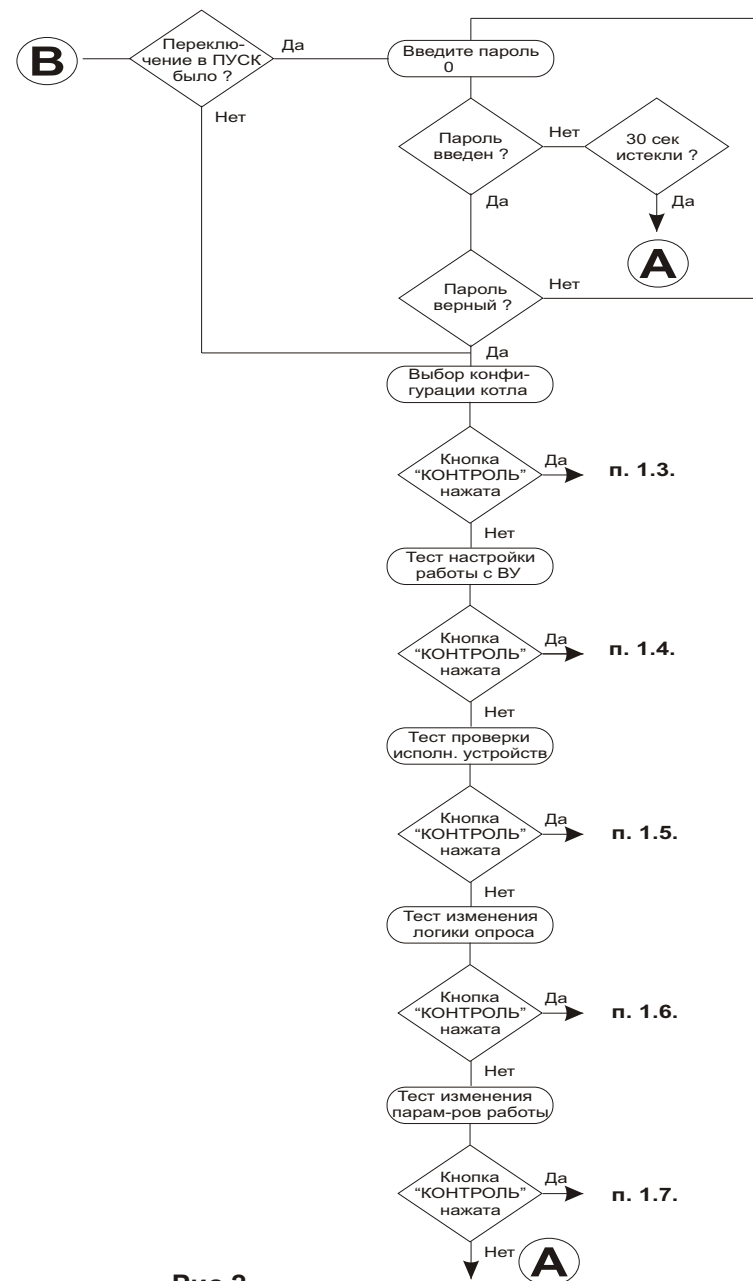 В
Переклю-
чение в ПУСК
было ?
Да
Нет
Введите пароль
0
Пароль
введен ?
Нет
Да
30 сек
истекли ?
Да
А
Пароль
верный ?
Нет
Да
Выбор конфи-
гурации котла
Кнопка
“КОНТРОЛЬ”
нажата
Да
п. 1.3.
Нет
Тест настройки
работы с ВУ
Кнопка
“КОНТРОЛЬ”
нажата
Да
п. 1.4.
Нет
Тест проверки
исполн. устройств
Кнопка
“КОНТРОЛЬ”
нажата
Да
п. 1.5.
Нет
Тест изменения
логики опроса
Кнопка
“КОНТРОЛЬ”
нажата
Да
п. 1.6.
Нет
Тест изменения
парам-ров работы
Кнопка
“КОНТРОЛЬ”
нажата
Да
п. 1.7.
Нет
А